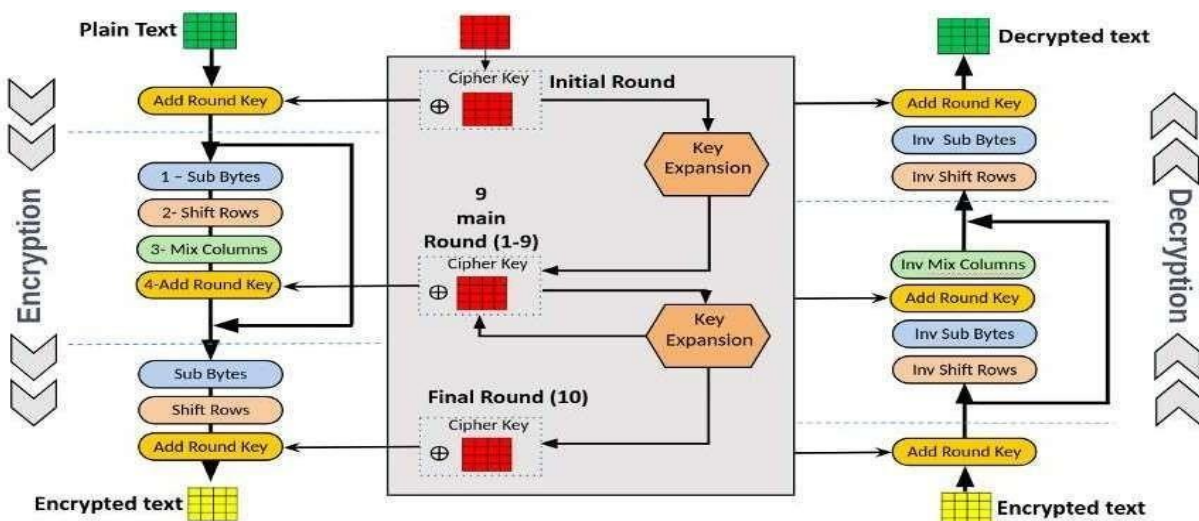 Plain Text
Add Round Key
1 – Sub Bytes
2- Shift Rows
3- Mix Columns
4-Add Round Key
Sub Bytes
Shift Rows
Add Round Key
Encrypted text
Encryption
Cipher Key
⊕
Initial Round
Key
Expansion
9
main
Round (1-9)
Cipher Key
⊕
Key
Expansion
Final Round (10)
Cipher Key
⊕
Decrypted text
Add Round Key
Inv Sub Bytes
Inv Shift Rows
Inv Mix Columns
Add Round Key
Inv Sub Bytes
Inv Shift Rows
Add Round Key
Encrypted text
Decryption